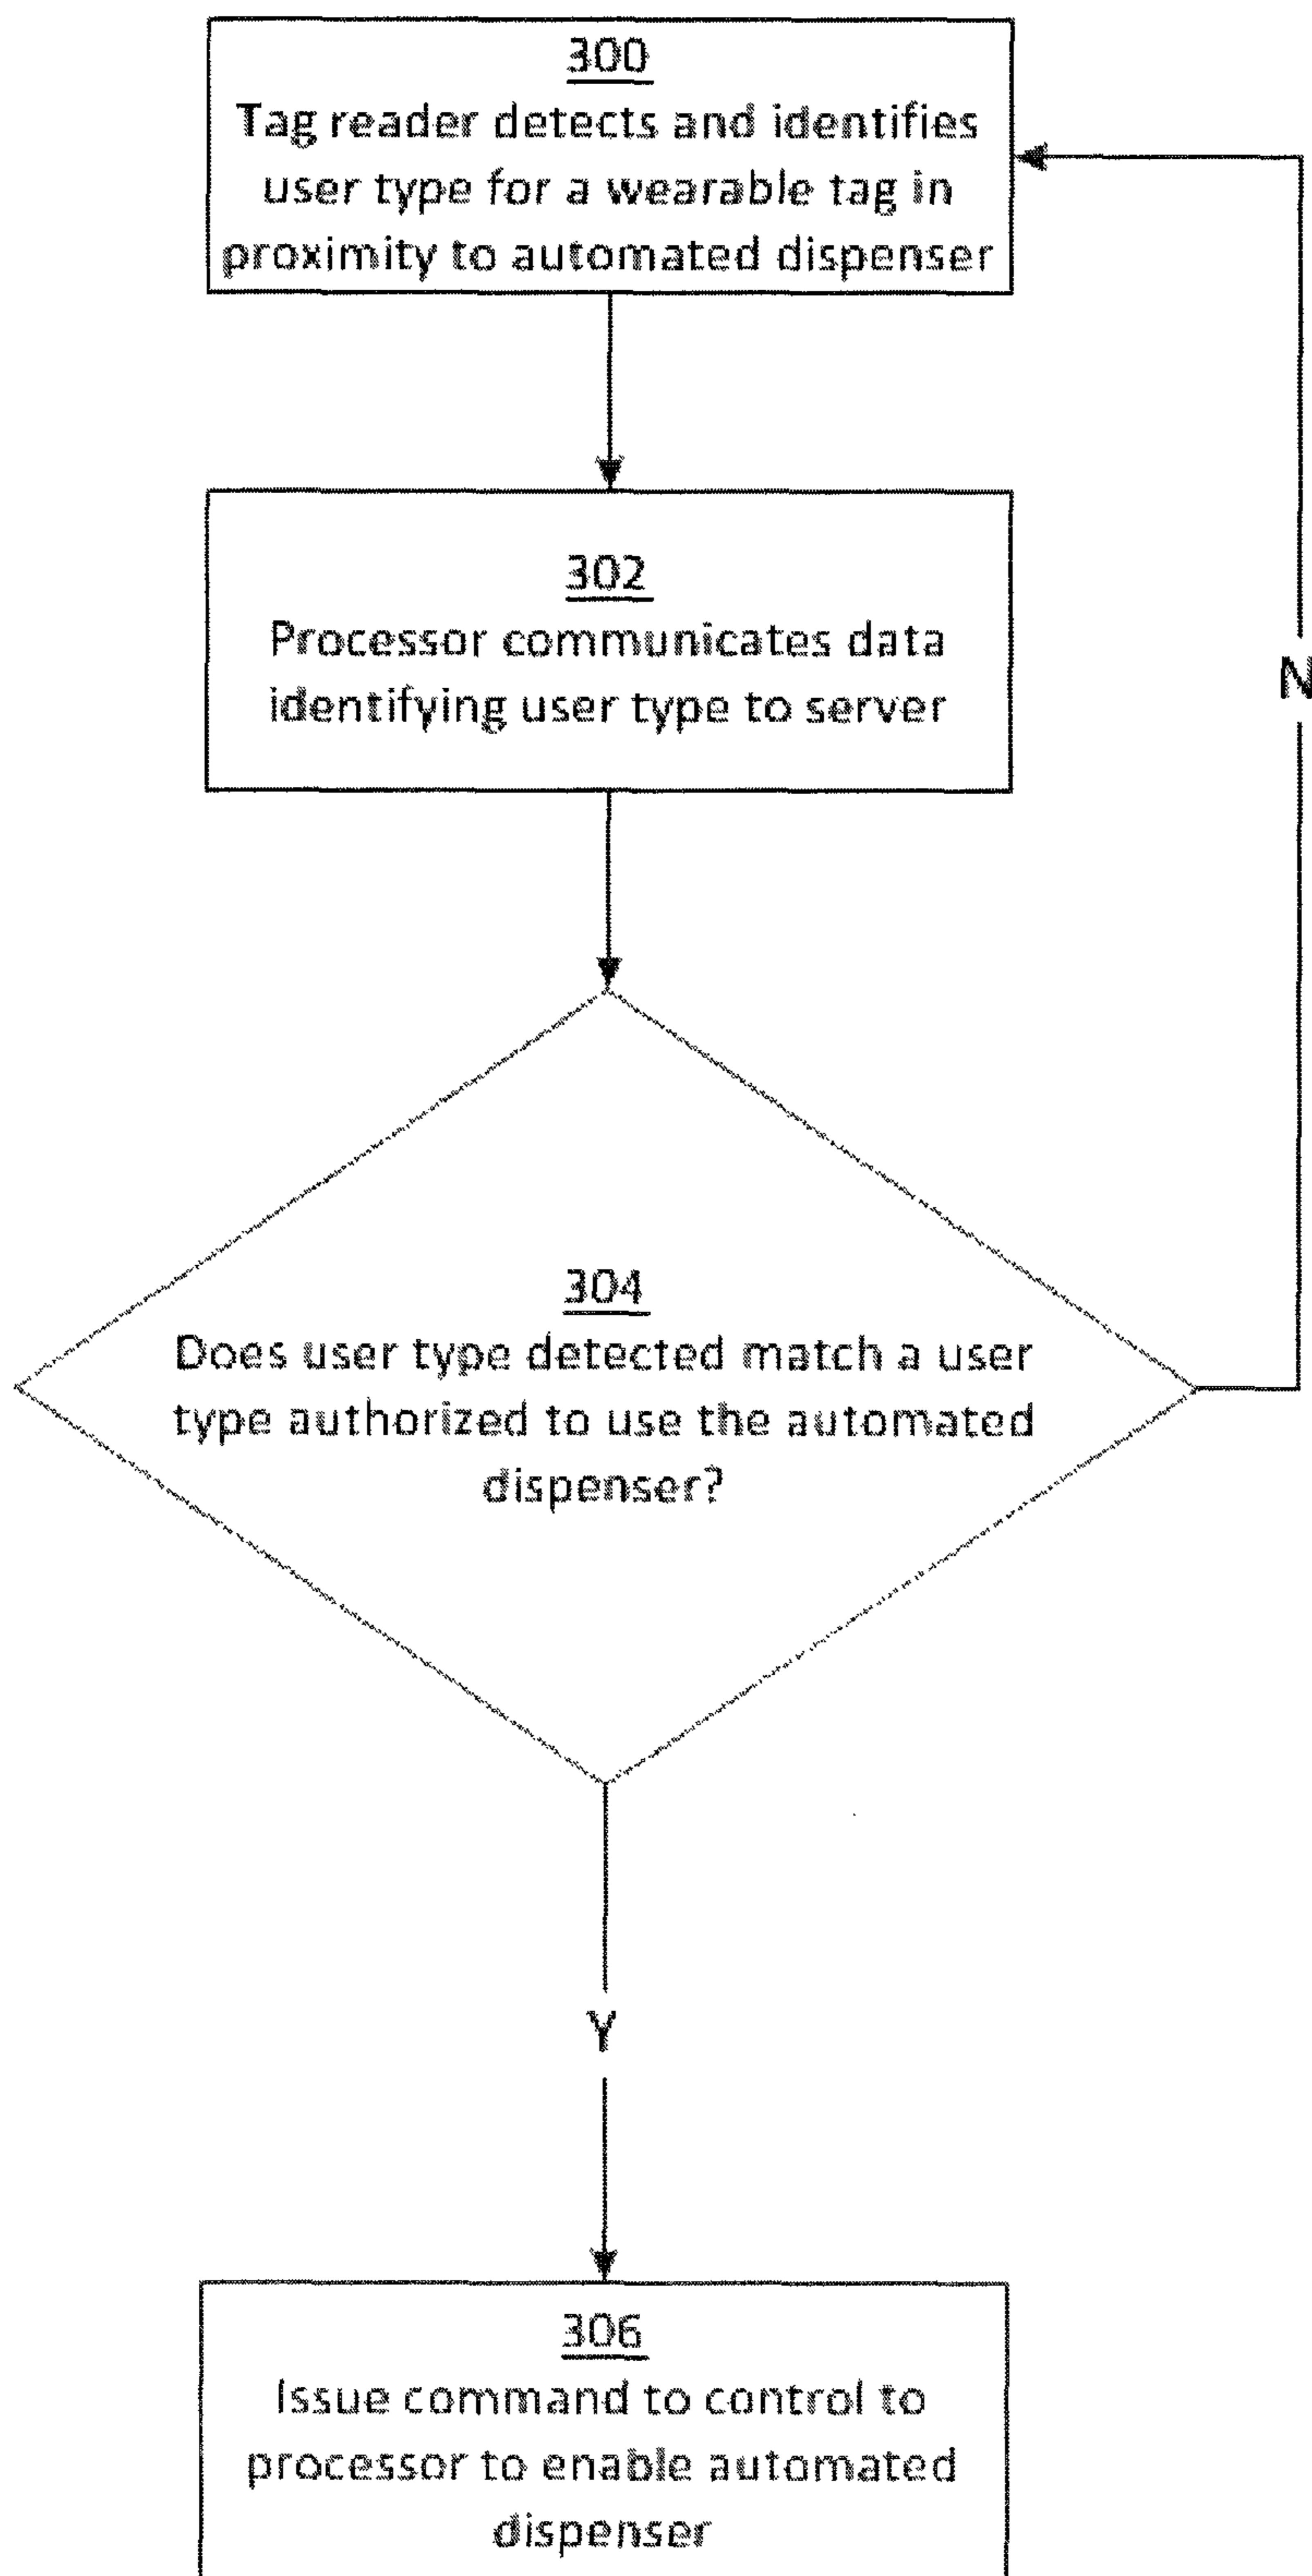 300
Tag reader detects and identifies
user type for a wearable tag in
proximity to automated dispenser
302
Processor communicates data
identifying user type to server
N
304
Does user type detected match a user
type authorized to use the automated
dispenser?
Y
306
Issue command to control to
processor to enable automated
dispenser